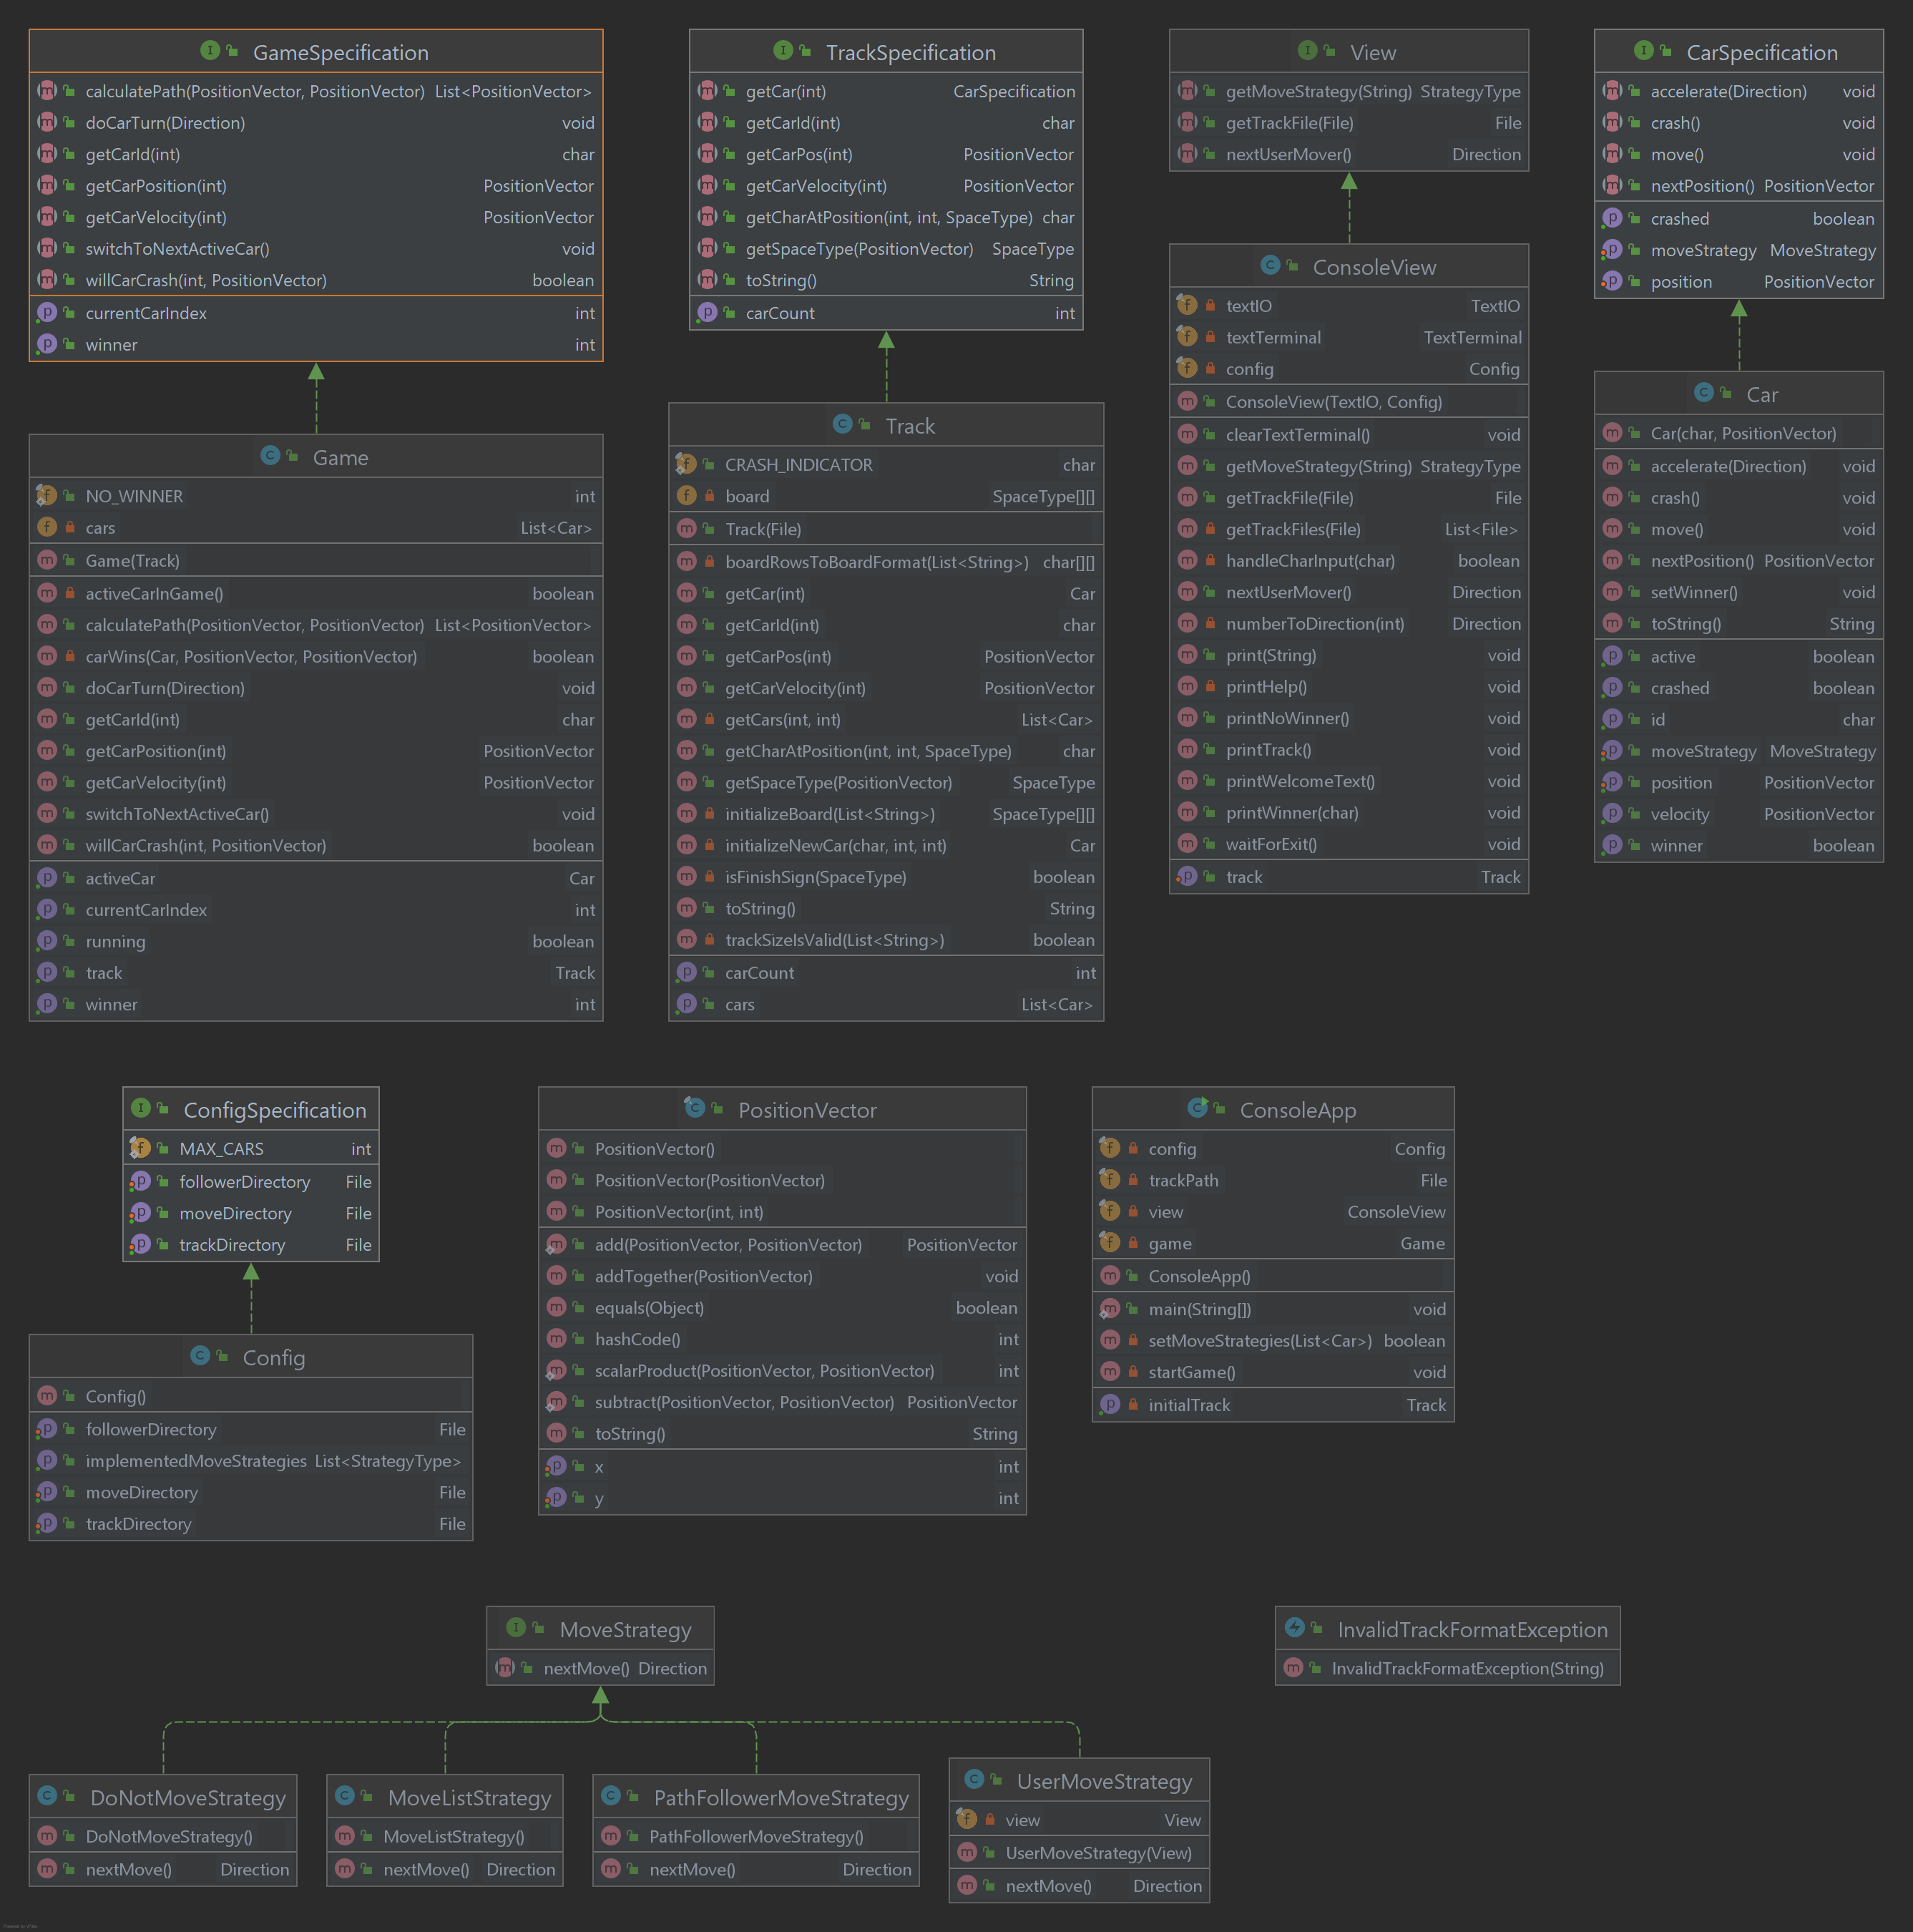 GameSpecification
calculatePath(PositionVector, PositionVector) List<PositionVector>
doCarTurn(Direction) void
getCarId(int) char
getCarPosition(int) PositionVector
getCarVelocity(int) PositionVector
switchToNextActiveCar() void
willCarCrash(int, PositionVector) boolean
currentCarIndex int
winner int
TrackSpecification
getCar(int) CarSpecification
getCarId(int) char
getCarPos(int) PositionVector
getCarVelocity(int) PositionVector
getCharAtPosition(int, int, SpaceType) char
getSpaceType(PositionVector) SpaceType
toString() String
carCount int
View
getMoveStrategy(String) StrategyType
getTrackFile(File) File
nextUserMover() Direction
CarSpecification
accelerate(Direction) void
crash() void
move() void
nextPosition() PositionVector
crashed boolean
moveStrategy MoveStrategy
position PositionVector
Game
NO_WINNER int
cars List<Car>
Game(Track)
activeCarInGame() boolean
calculatePath(PositionVector, PositionVector) List<PositionVector>
carWins(Car, PositionVector, PositionVector) boolean
doCarTurn(Direction) void
getCarId(int) char
getCarPosition(int) PositionVector
getCarVelocity(int) PositionVector
switchToNextActiveCar() void
willCarCrash(int, PositionVector) boolean
activeCar Car
currentCarIndex int
running boolean
track Track
winner int
Track
CRASH_INDICATOR char
board SpaceType[][]
Track(File)
boardRowsToBoardFormat(List<String>) char[][]
getCar(int) Car
getCarId(int) char
getCarPos(int) PositionVector
getCarVelocity(int) PositionVector
getCars(int, int) List<Car>
getCharAtPosition(int, int, SpaceType) char
getSpaceType(PositionVector) SpaceType
initializeBoard(List<String>) SpaceType[][]
initializeNewCar(char, int, int) Car
isFinishSign(SpaceType) boolean
toString() String
trackSizeIsValid(List<String>) boolean
carCount int
cars List<Car>
ConsoleView
textIO TextIO
textTerminal TextTerminal
config Config
ConsoleView(TextIO, Config)
clearTextTerminal() void
getMoveStrategy(String) StrategyType
getTrackFile(File) File
getTrackFiles(File) List<File>
handleCharInput(char) boolean
nextUserMover() Direction
numberToDirection(int) Direction
print(String) void
printHelp() void
printNoWinner() void
printTrack() void
printWelcomeText() void
printWinner(char) void
waitForExit() void
track Track
Car
Car(char, PositionVector)
accelerate(Direction) void
crash() void
move() void
nextPosition() PositionVector
setWinner() void
toString() String
active boolean
crashed boolean
id char
moveStrategy MoveStrategy
position PositionVector
velocity PositionVector
winner boolean
ConfigSpecification
MAX_CARS int
followerDirectory File
moveDirectory File
trackDirectory File
Config
Config()
followerDirectory File
implementedMoveStrategies List<StrategyType>
moveDirectory File
trackDirectory File
PositionVector
PositionVector()
PositionVector(PositionVector)
PositionVector(int, int)
add(PositionVector, PositionVector) PositionVector
addTogether(PositionVector) void
equals(Object) boolean
hashCode() int
scalarProduct(PositionVector, PositionVector) int
subtract(PositionVector, PositionVector) PositionVector
toString() String
x int
y int
ConsoleApp
config Config
trackPath File
view ConsoleView
game Game
ConsoleApp()
main(String[]) void
setMoveStrategies(List<Car>) boolean
startGame() void
initialTrack Track
MoveStrategy
nextMove() Direction
InvalidTrackFormatException
InvalidTrackFormatException(String)
DoNotMoveStrategy
DoNotMoveStrategy()
nextMove() Direction
MoveListStrategy
MoveListStrategy()
nextMove() Direction
PathFollowerMoveStrategy
PathFollowerMoveStrategy()
nextMove() Direction
UserMoveStrategy
view View
UserMoveStrategy(View)
nextMove() Direction